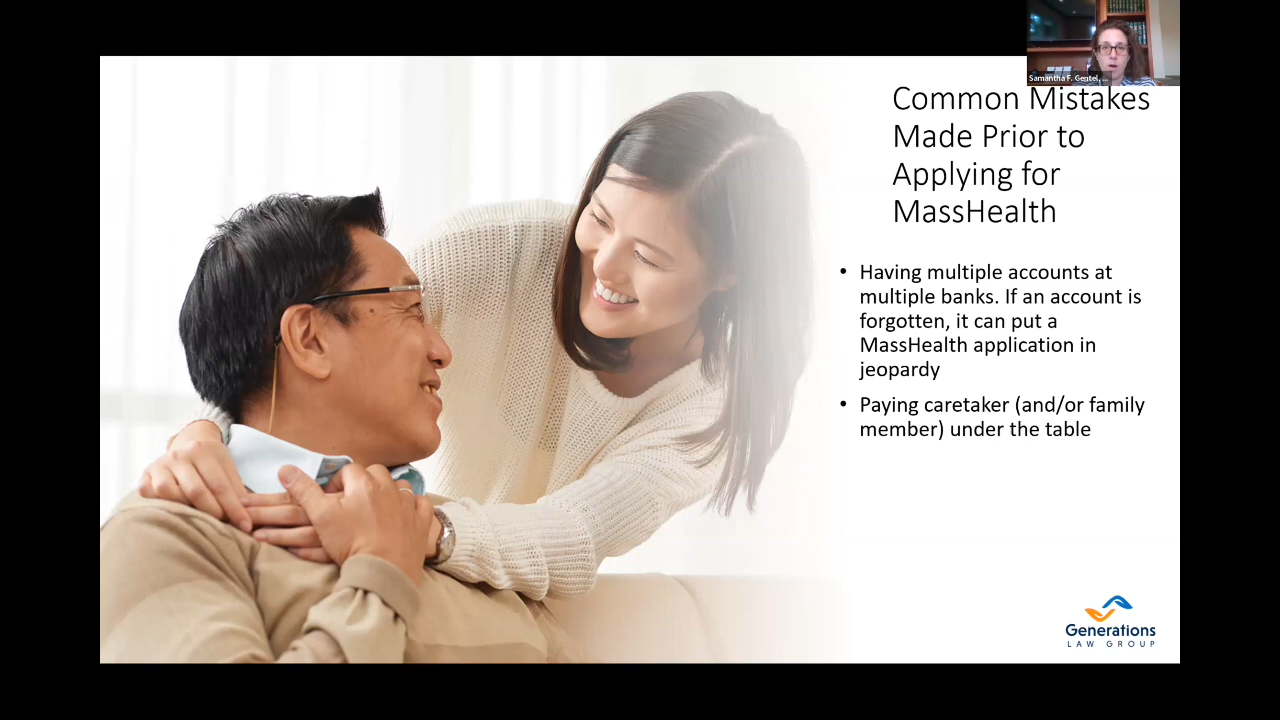 Samantha F. Gentel, ...
Common Mistakes
Made Prior to
Applying for
MassHealth
• Having multiple accounts at
multiple banks. If an account is
forgotten, it can put a
MassHealth application in
jeopardy
• Paying caretaker (and/or family
member) under the table
Generations
LAW GROUP